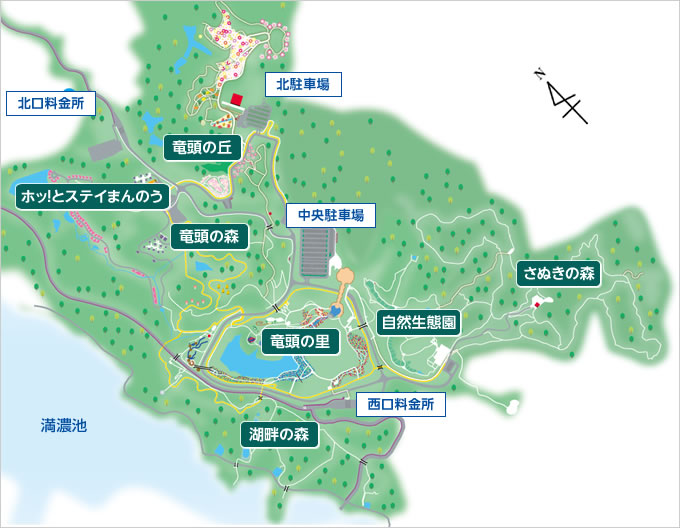 N
北駐車場
北口料金所
竜頭の丘
ホッ!とステイまんのう
中央駐車場
竜頭の森
さぬきの森
自然生態園
竜頭の里
西口料金所
満濃池
湖畔の森